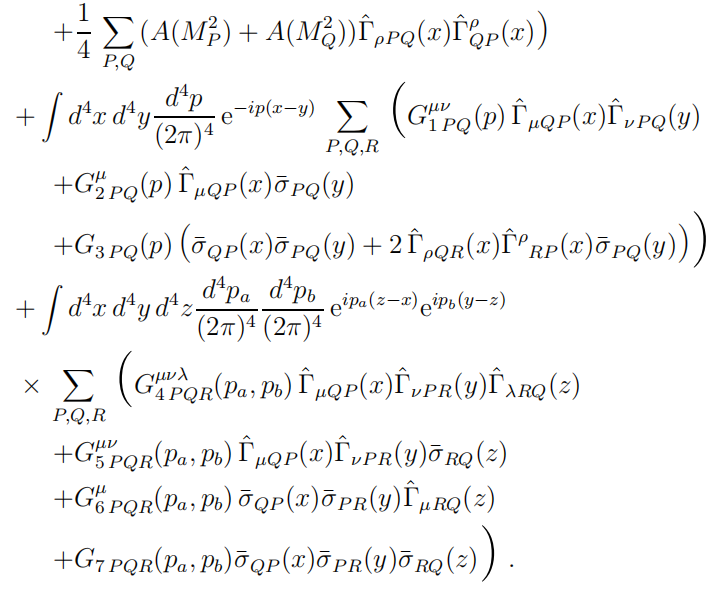 $+\frac{1}{4}\sum_{P,Q}(A(M_P^2)+A(M_Q^2))\hat{\Gamma}_{\rho PQ}(x)\hat{\Gamma}^{\rho}_{QP}(x)\Big)$
$+\int d^4x\,d^4y\frac{d^4p}{(2\pi)^4}\,\mathrm{e}^{-ip(x-y)}\sum_{P,Q,R}\Big(G^{\mu\nu}_{1\,PQ}(p)\,\hat{\Gamma}_{\mu QP}(x)\hat{\Gamma}_{\nu PQ}(y)$
$+G^{\mu}_{2\,PQ}(p)\,\hat{\Gamma}_{\mu QP}(x)\bar{\sigma}_{PQ}(y)$
$+G_{3\,PQ}(p)\left(\bar{\sigma}_{QP}(x)\bar{\sigma}_{PQ}(y)+2\,\hat{\Gamma}_{\rho QR}(x)\hat{\Gamma}^{\rho}{}_{RP}(x)\bar{\sigma}_{PQ}(y)\right)\Big)$
$+\int d^4x\,d^4y\,d^4z\frac{d^4p_a}{(2\pi)^4}\frac{d^4p_b}{(2\pi)^4}\,\mathrm{e}^{ip_a(z-x)}\mathrm{e}^{ip_b(y-z)}$
$\times\sum_{P,Q,R}\Big(G^{\mu\nu\lambda}_{4\,PQR}(p_a,p_b)\,\hat{\Gamma}_{\mu QP}(x)\hat{\Gamma}_{\nu PR}(y)\hat{\Gamma}_{\lambda RQ}(z)$
$+G^{\mu\nu}_{5\,PQR}(p_a,p_b)\,\hat{\Gamma}_{\mu QP}(x)\hat{\Gamma}_{\nu PR}(y)\bar{\sigma}_{RQ}(z)$
$+G^{\mu}_{6\,PQR}(p_a,p_b)\,\bar{\sigma}_{QP}(x)\bar{\sigma}_{PR}(y)\hat{\Gamma}_{\mu RQ}(z)$
$+G_{7\,PQR}(p_a,p_b)\bar{\sigma}_{QP}(x)\bar{\sigma}_{PR}(y)\bar{\sigma}_{RQ}(z)\Big)\,.$